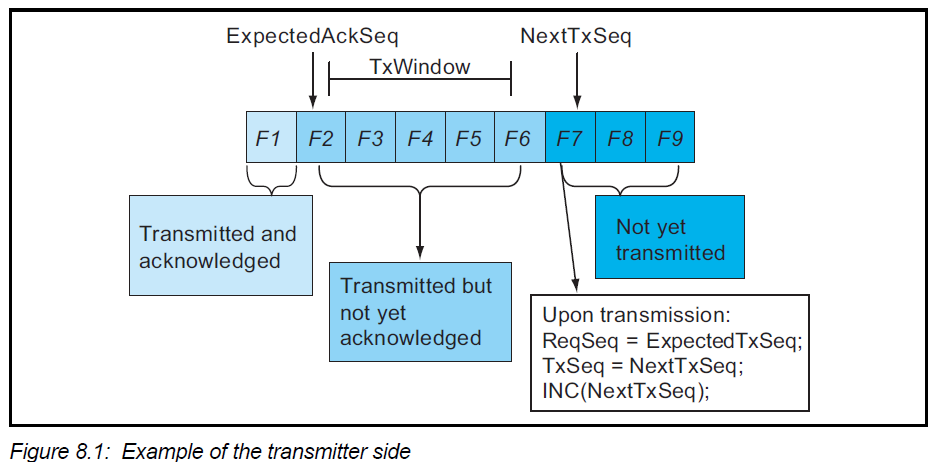 ExpectedAckSeq
NextTxSeq
TxWindow
F1 F2 F3 F4 F5 F6 F7 F8 F9
Transmitted and
acknowledged
Transmitted but
not yet
acknowledged
Not yet
transmitted
Upon transmission:
ReqSeq = ExpectedTxSeq;
TxSeq = NextTxSeq;
INC(NextTxSeq);
Figure 8.1: Example of the transmitter side